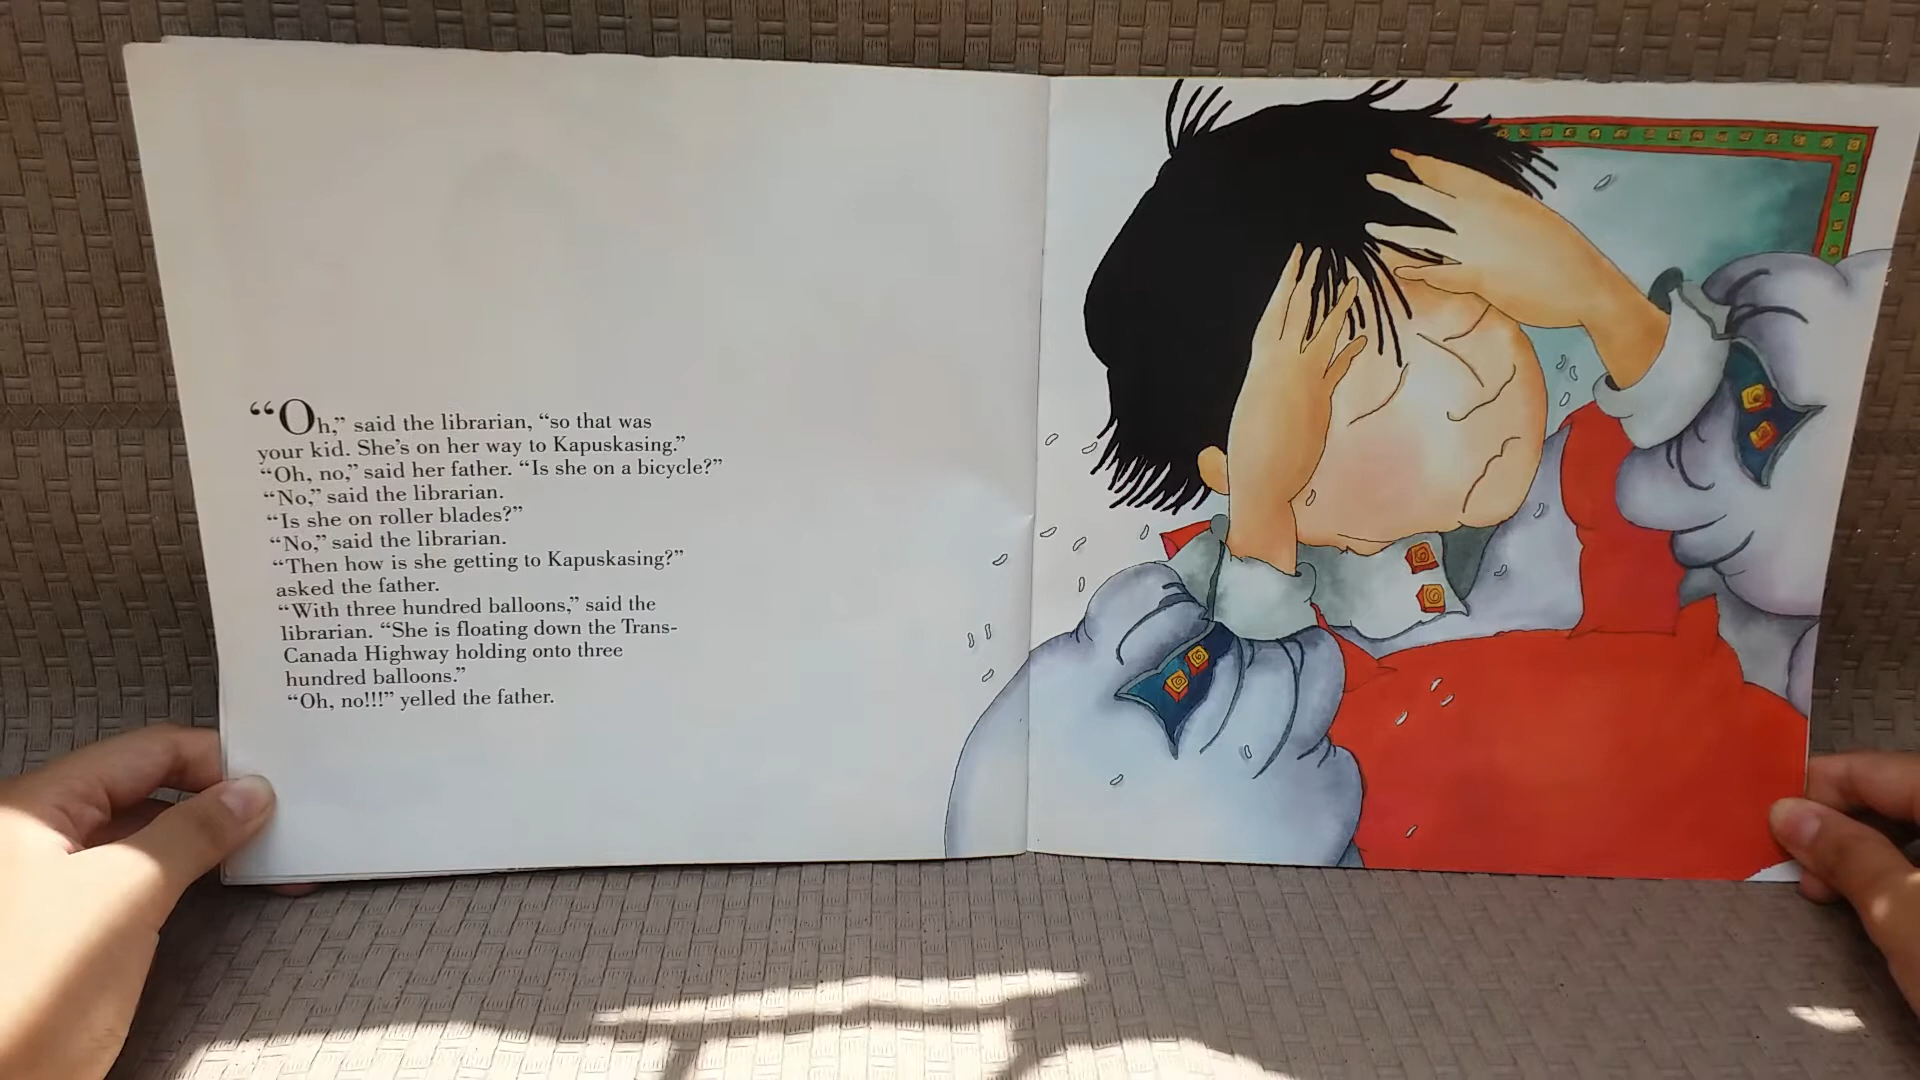 “Oh,” said the librarian, “so that was
your kid. She’s on her way to Kapuskasing.”
“Oh, no,” said her father. “Is she on a bicycle?”
“No,” said the librarian.
“Is she on roller blades?”
“No,” said the librarian.
“Then how is she getting to Kapuskasing?”
asked the father.
“With three hundred balloons,” said the
librarian. “She is floating down the Trans-
Canada Highway holding onto three
hundred balloons.”
“Oh, no!!!” yelled the father.